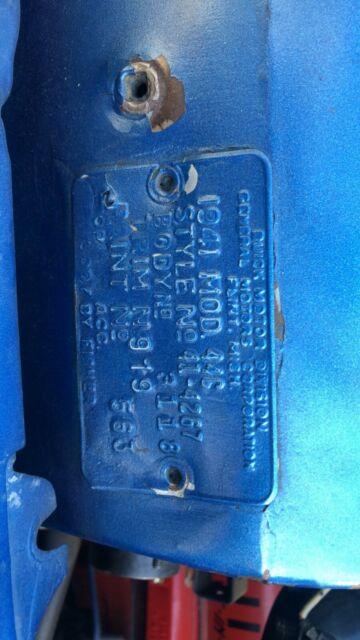 BUICK MOTOR DIVISION
GENERAL MOTORS CORPORATION
FLINT, MICH.
1941 MOD. 44C
STYLE No 41-4267
BODY No 3118
TRIM No 919
PAINT No 563
ACC.
BODY BY FISHER